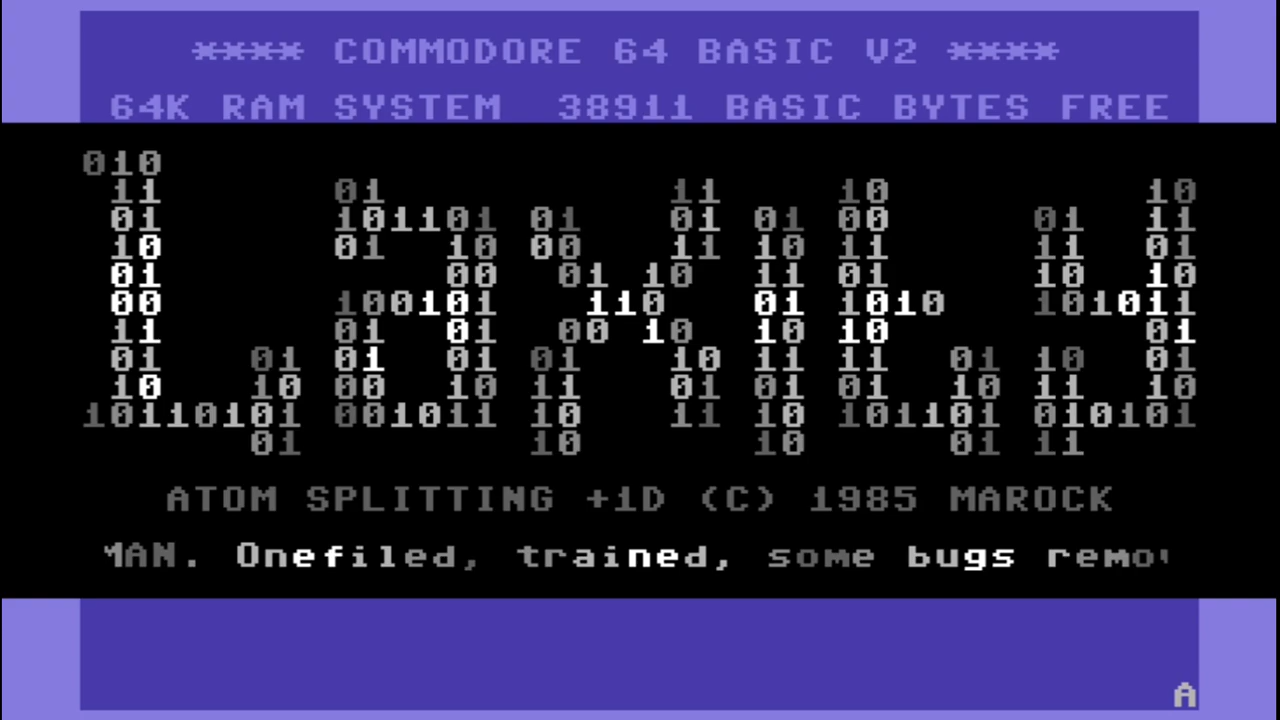 **** COMMODORE 64 BASIC V2 ****
64K RAM SYSTEM 38911 BASIC BYTES FREE
Laxity
ATOM SPLITTING +1D (C) 1985 MAROCK
MAN. Onefiled, trained, some bugs
A